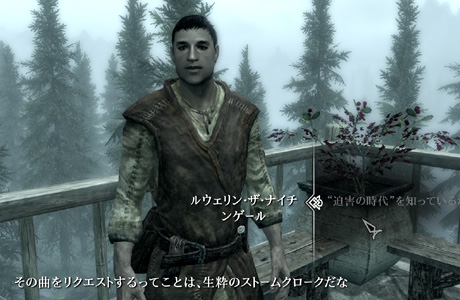 ルウェリン・ザ・ナイチ
ンゲール
“迫害の時代”を知っている
その曲をリクエストするってことは、生粋のストームクロークだな